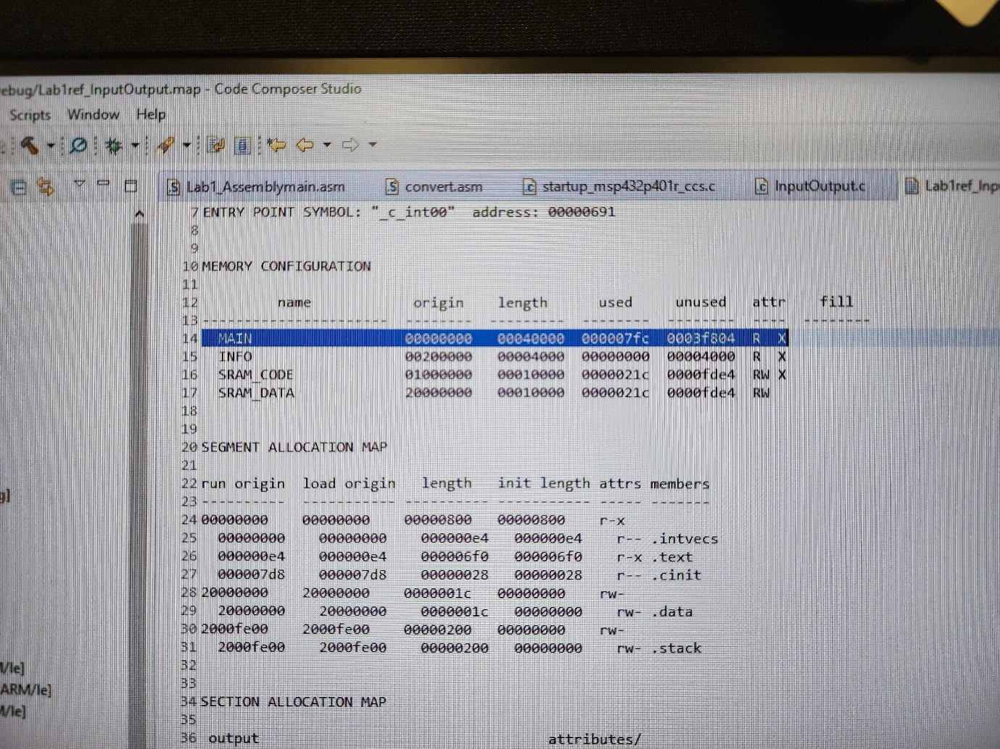 ebug/Lab1ref_InputOutput.map - Code Composer Studio
Scripts Window Help
Lab1_Assemblymain.asm convert.asm startup_msp432p401r_ccs.c InputOutput.c Lab1ref_Inp
7 ENTRY POINT SYMBOL: "_c_int00" address: 00000691
8
9
10 MEMORY CONFIGURATION
11
12 name origin length used unused attr fill
13 ---------------------- -------- --------- -------- -------- ---- --------
14 MAIN 00000000 00040000 000007fc 0003f804 R X
15 INFO 00200000 00004000 00000000 00004000 R X
16 SRAM_CODE 01000000 00010000 0000021c 0000fde4 RW X
17 SRAM_DATA 20000000 00010000 0000021c 0000fde4 RW
18
19
20 SEGMENT ALLOCATION MAP
21
22 run origin load origin length init length attrs members
23 ---------- ----------- ---------- ----------- ----- -------
24 00000000 00000000 00000800 00000800 r-x
25 00000000 00000000 000000e4 000000e4 r-- .intvecs
26 000000e4 000000e4 000006f0 000006f0 r-x .text
27 000007d8 000007d8 00000028 00000028 r-- .cinit
28 20000000 20000000 0000001c 00000000 rw-
29 20000000 20000000 0000001c 00000000 rw- .data
30 2000fe00 2000fe00 00000200 00000000 rw-
31 2000fe00 2000fe00 00000200 00000000 rw- .stack
32
33
34 SECTION ALLOCATION MAP
35
36 output attributes/
g]
/le]
ARM/le]
/le]